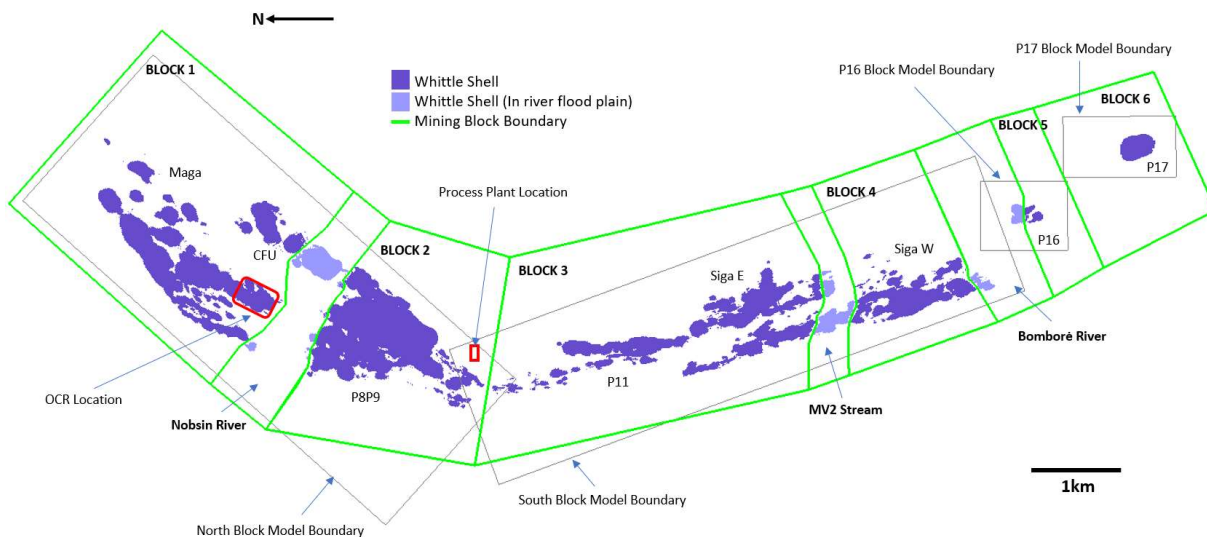 N
P17 Block Model Boundary
P16 Block Model Boundary
BLOCK 1
Whittle Shell
Whittle Shell (In river flood plain)
Mining Block Boundary
BLOCK 6
BLOCK 5
Maga
P17
Process Plant Location
BLOCK 4
CFU
BLOCK 2
P16
Siga W
BLOCK 3
Siga E
Bomboré River
P11
OCR Location
P8P9
MV2 Stream
Nobsin River
South Block Model Boundary
1km
North Block Model Boundary